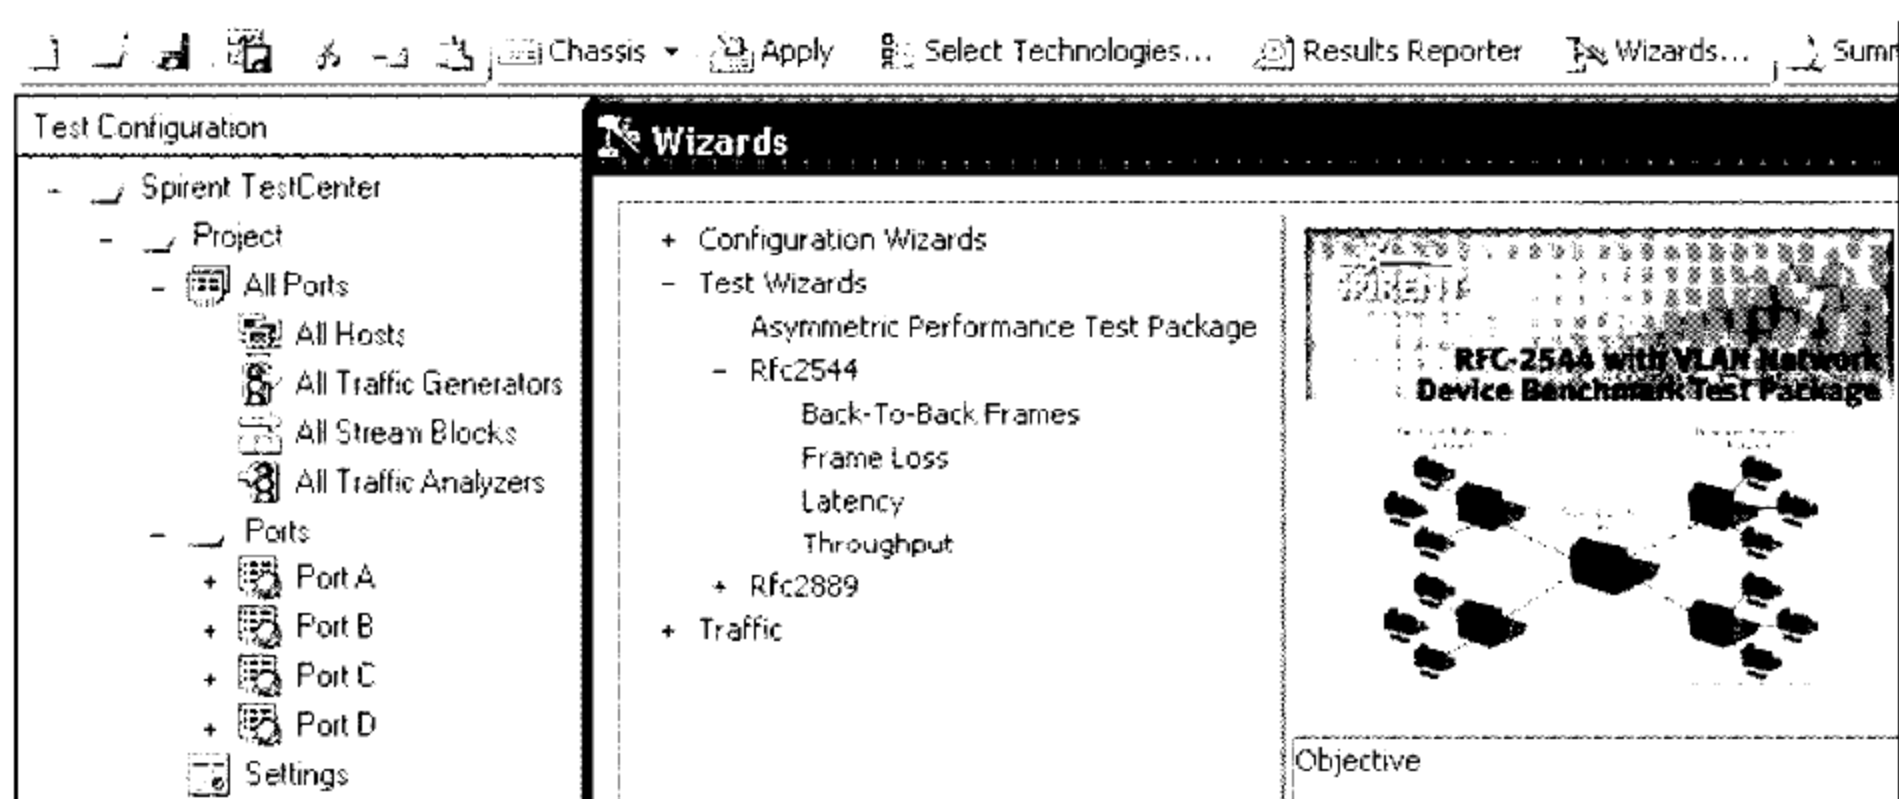 Chassis Apply Select Technologies... Results Reporter Wizards... Summ
Test Configuration
Spirent TestCenter
Project
All Ports
All Hosts
All Traffic Generators
All Stream Blocks
All Traffic Analyzers
Ports
Port A
Port B
Port C
Port D
Settings
Wizards
+ Configuration Wizards
- Test Wizards
Asymmetric Performance Test Package
- Rfc2544
Back-To-Back Frames
Frame Loss
Latency
Throughput
+ Rfc2889
+ Traffic
SPIRENT
RFC-2544 with VLAN Network
Device Benchmark Test Package
Objective